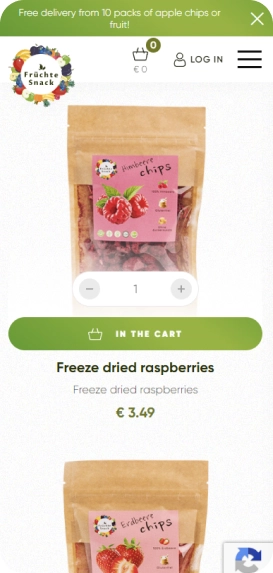 Free delivery from 10 packs of apple chips or
fruit!
0
€ 0
LOG IN
Früchte
Snack
Himbeere
chips
1
IN THE CART
Freeze dried raspberries
Freeze dried raspberries
€ 3.49
Erdbeere
chips